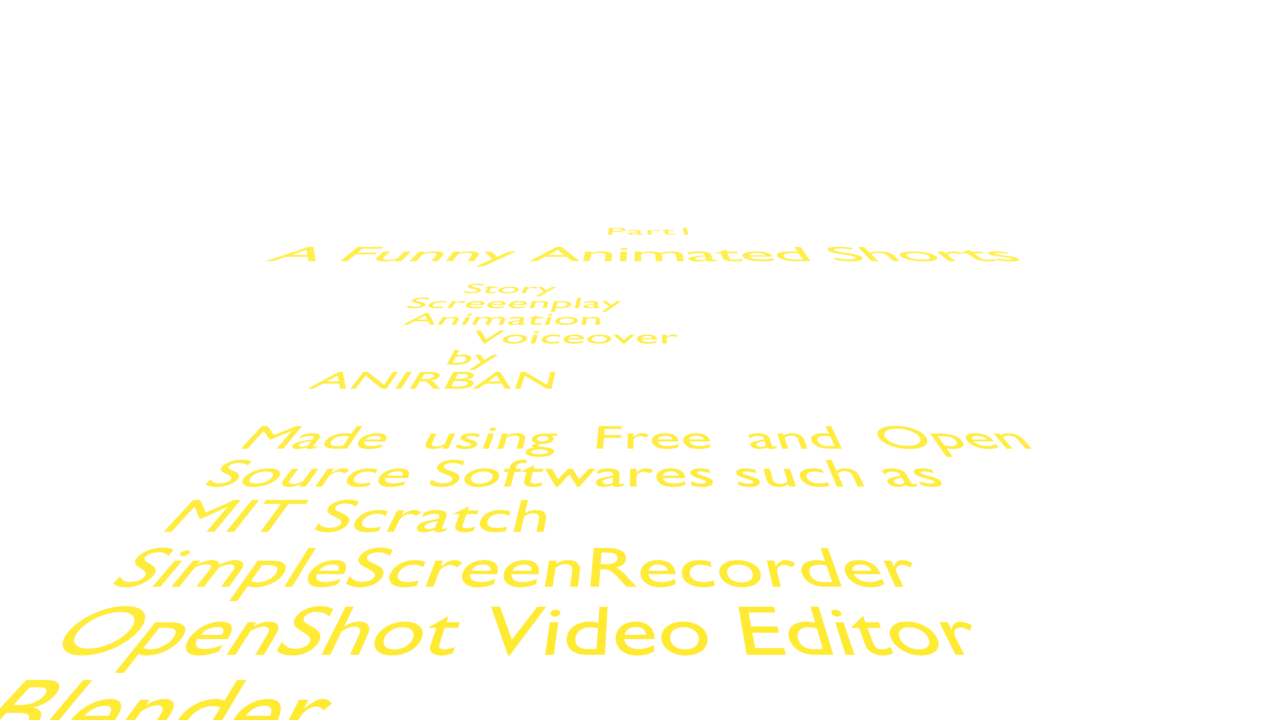 Part1
A Funny Animated Shorts
Story
Screeenplay
Animation
Voiceover
by
ANIRBAN
Made using Free and Open
Source Softwares such as
MIT Scratch
SimpleScreenRecorder
OpenShot Video Editor
Blender